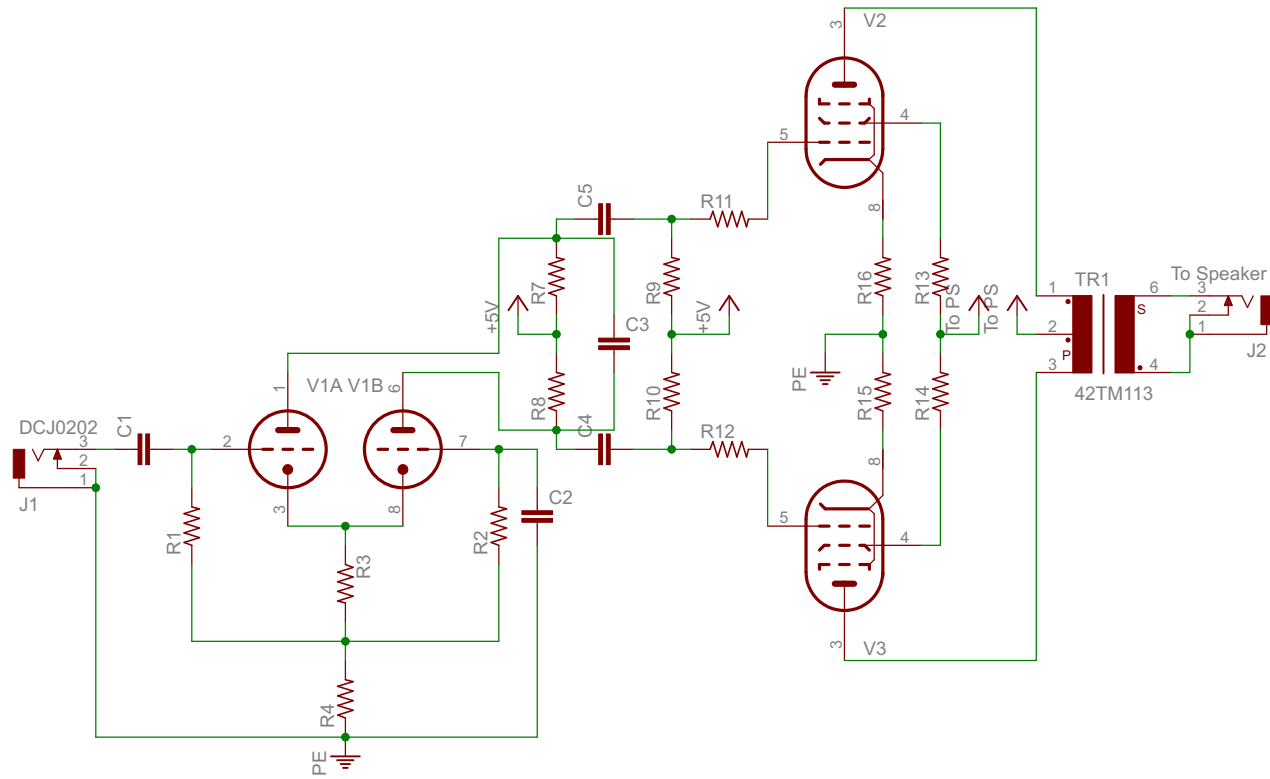 3
V2
4
5
8
C5
R11
R7
R9
R16
R13
+5V
+5V
To PS
To PS
C3
PE
TR1
To Speaker
1
2
3
P
S
6
4
3
2
1
J2
42TM113
V1A V1B
1
6
R8
R10
R15
R14
DCJ0202
C1
3
2
1
J1
2
7
C4
R12
3
8
R1
R3
R2
C2
8
5
4
3
V3
R4
PE